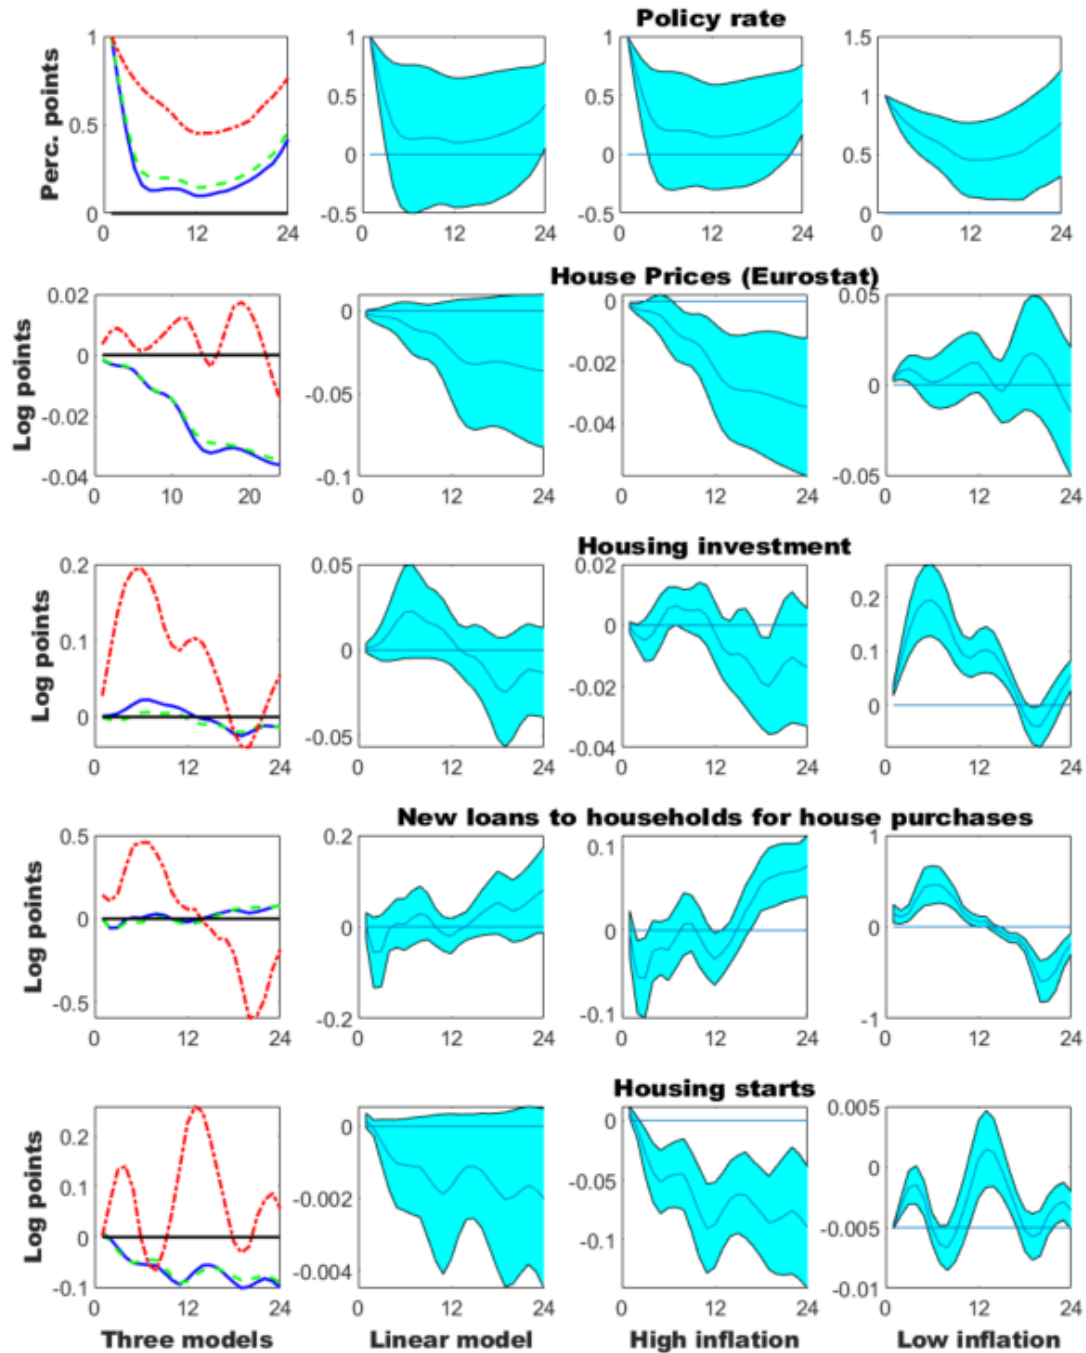 Policy rate
Perc. points
1
0.5
0
0 12 24
1
0.5
0
-0.5
0 12 24
1
0.5
0
-0.5
0 12 24
1.5
1
0.5
0
0 12 24
House Prices (Eurostat)
Log points
0.02
0
-0.02
-0.04
0 10 20
0
-0.05
-0.1
0 12 24
0
-0.02
-0.04
0 12 24
0.05
0
-0.05
0 12 24
Housing investment
Log points
0.2
0.1
0
0 12 24
0.05
0
-0.05
0 12 24
0.02
0
-0.02
-0.04
0 12 24
0.2
0.1
0
0 12 24
New loans to households for house purchases
Log points
0.5
0
-0.5
0 12 24
0.2
0
-0.2
0 12 24
0.1
0
-0.1
0 12 24
1
0
-1
0 12 24
Housing starts
Log points
0.2
0.1
0
-0.1
0 12 24
0
-0.002
-0.004
0 12 24
0
-0.05
-0.1
0 12 24
0.005
0
-0.005
-0.01
0 12 24
Three models
Linear model
High inflation
Low inflation